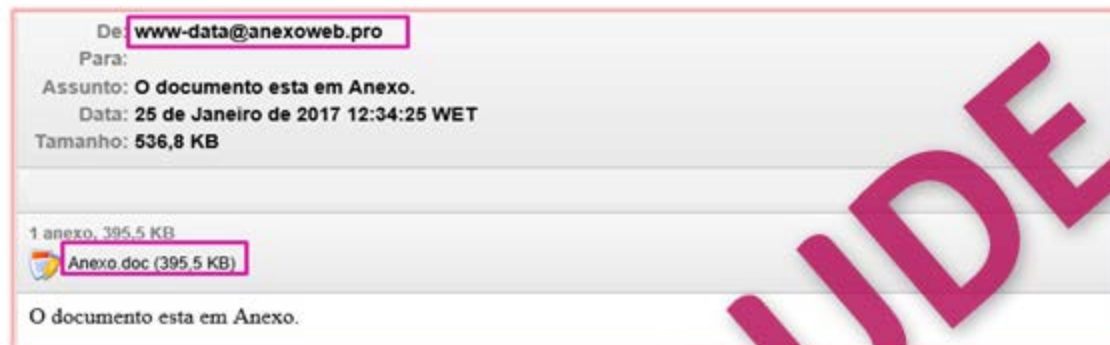 De: www-data@anexoweb.pro
Para:
Assunto: O documento esta em Anexo.
Data: 25 de Janeiro de 2017 12:34:25 WET
Tamanho: 536,8 KB
1 anexo, 395,5 KB
Anexo.doc (395,5 KB)
O documento esta em Anexo.
UDE